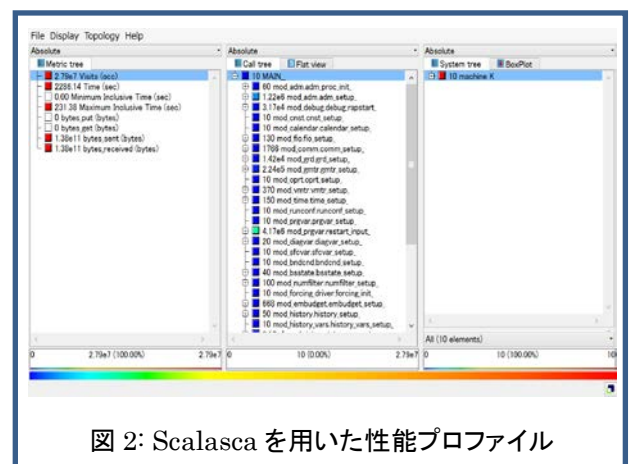 File Display Topology Help
Absolute
Metric tree
2.79e7 Visits (occ)
2286.14 Time (sec)
0.00 Minimum Inclusive Time (sec)
231.38 Maximum Inclusive Time (sec)
0 bytes_put (bytes)
0 bytes_get (bytes)
1.38e11 bytes_sent (bytes)
1.38e11 bytes_received (bytes)
0 2.79e7 (100.00%) 2.79e7
Absolute
Call tree Flat view
10 MAIN_
60 mod_adm.adm_proc_init_
1.22e6 mod_adm.adm_setup_
3.17e4 mod_debug.debug_rapstart_
10 mod_cnst.cnst_setup_
10 mod_calendar.calendar_setup_
130 mod_fio.fio_setup_
1768 mod_comm.comm_setup_
1.42e4 mod_grd.grd_setup_
2.24e5 mod_gmtr.gmtr_setup_
10 mod_oprt.oprt_setup_
370 mod_vmtr.vmtr_setup_
150 mod_time.time_setup_
10 mod_runconf.runconf_setup_
10 mod_prgvar.prgvar_setup_
4.17e6 mod_prgvar.restart_input_
20 mod_diagvar.diagvar_setup_
10 mod_sfcvar.sfcvar_setup_
10 mod_bndcnd.bndcnd_setup_
40 mod_bsstate.bsstate_setup_
100 mod_numfilter.numfilter_setup_
10 mod_forcing_driver.forcing_init_
668 mod_embudget.embudget_setup_
50 mod_history.history_setup_
10 mod_history_vars.history_vars_setup_
0 10 (0.00%) 2.79e7
Absolute
System tree BoxPlot
10 machine K
All (10 elements)
0 10 (100.00%) 10
図 2: Scalasca を用いた性能プロファイル